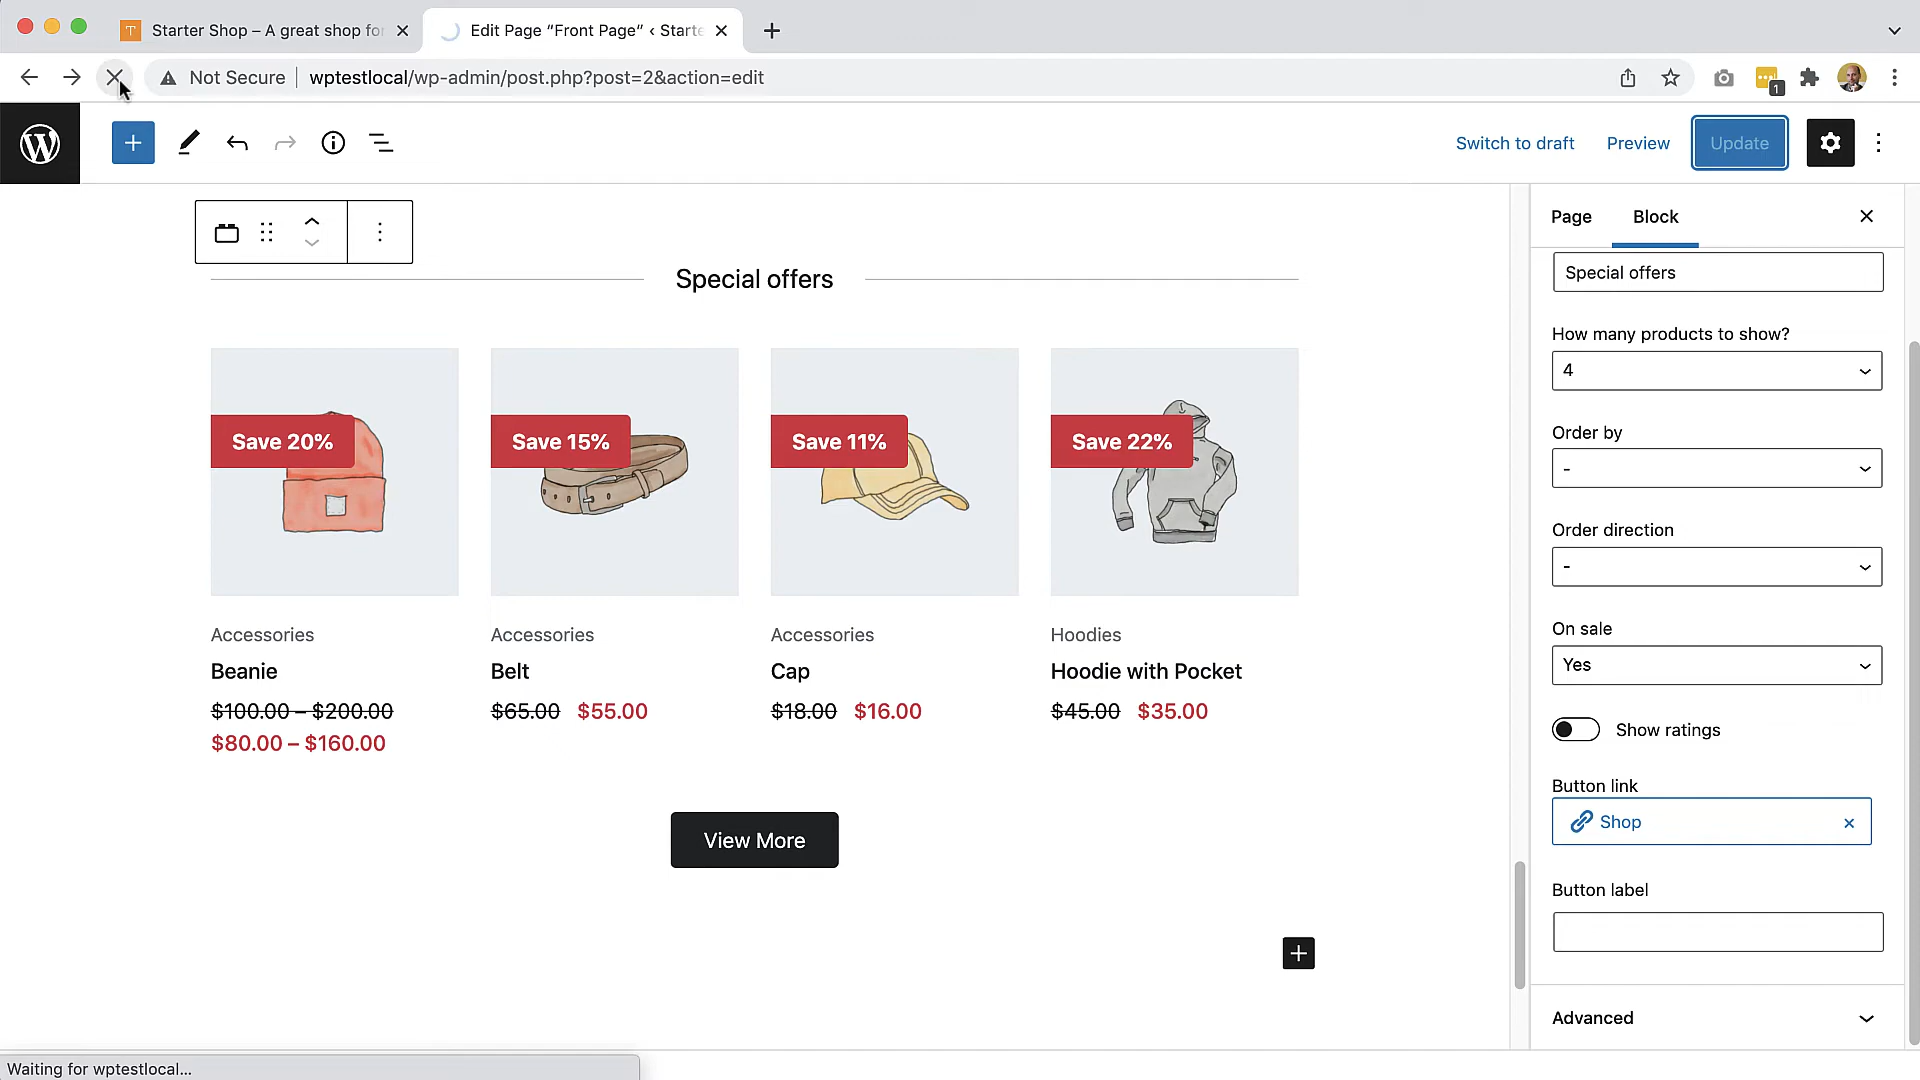 Starter Shop – A great shop for
Edit Page “Front Page” ‹ Starte
Not Secure
wptestlocal/wp-admin/post.php?post=2&action=edit
1
Switch to draft
Preview
Update
Page
Block
Special offers
Special offers
How many products to show?
4
Order by
-
Order direction
-
On sale
Yes
Show ratings
Button link
Shop
Button label
Advanced
Save 20%
Save 15%
Save 11%
Save 22%
Accessories
Accessories
Accessories
Hoodies
Beanie
Belt
Cap
Hoodie with Pocket
$100.00 – $200.00
$65.00 $55.00
$18.00 $16.00
$45.00 $35.00
$80.00 – $160.00
View More
Waiting for wptestlocal...